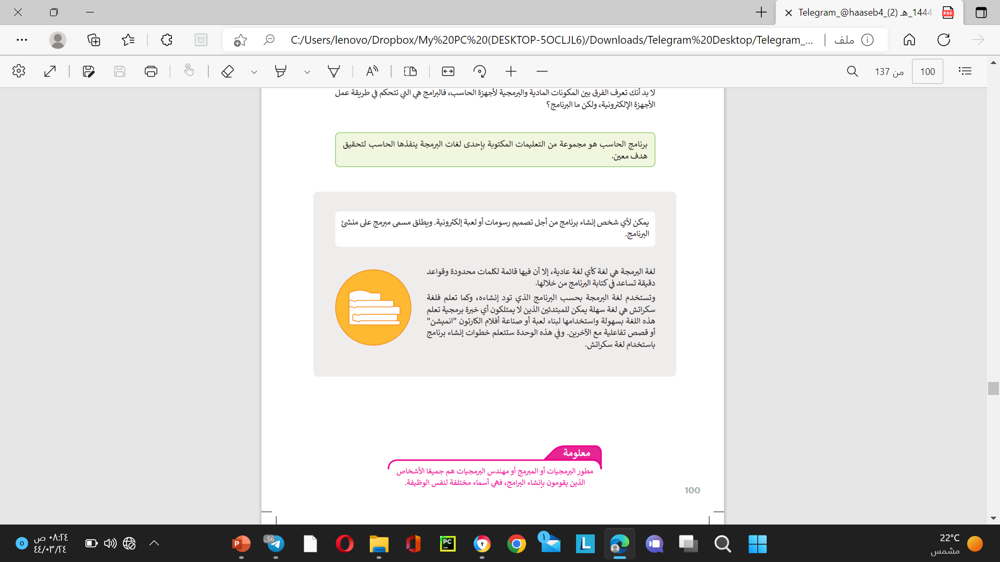 Telegram_@haaseb4_(2) هـ_1444
PDF
C:/Users/lenovo/Dropbox/My%20PC%20(DESKTOP-5OCLJL6)/Downloads/Telegram%20Desktop/Telegram_...
ملف
100
من 137
لا بد أنك تعرف الفرق بين المكونات المادية والبرمجية لأجهزة الحاسب، فالبرامج هي التي تتحكم في طريقة عمل
الأجهزة الإلكترونية، ولكن ما البرنامج؟
برنامج الحاسب هو مجموعة من التعليمات المكتوبة بإحدى لغات البرمجة ينفذها الحاسب لتحقيق
هدف معين.
يمكن لأي شخص إنشاء برنامج من أجل تصميم رسومات أو لعبة إلكترونية. ويطلق مسمى مبرمج على منشئ
البرنامج.
لغة البرمجة هي لغة كأي لغة عادية، إلا أن فيها قائمة لكلمات محدودة وقواعد
دقيقة تساعد في كتابة البرنامج من خلالها.
وتستخدم لغة البرمجة بحسب البرنامج الذي تود إنشاءه، وكما تعلم فلغة
سكراتش هي لغة سهلة يمكن للمبتدئين الذين لا يمتلكون أي خبرة برمجية تعلم
هذه اللغة بسهولة واستخدامها لبناء لعبة أو صناعة أفلام الكارتون "انميشن"
أو قصص تفاعلية مع الآخرين. وفي هذه الوحدة ستتعلم خطوات إنشاء برنامج
باستخدام لغة سكراتش.
معلومة
مطور البرمجيات أو المبرمج أو مهندس البرمجيات هم جميعًا الأشخاص
الذين يقومون بإنشاء البرامج، فهي أسماء مختلفة لنفس الوظيفة.
100
22°C
مشمس
L
١
PC
.56
P
٠٨:٢٤ ص
٤٤/٠٣/٢٤
٥